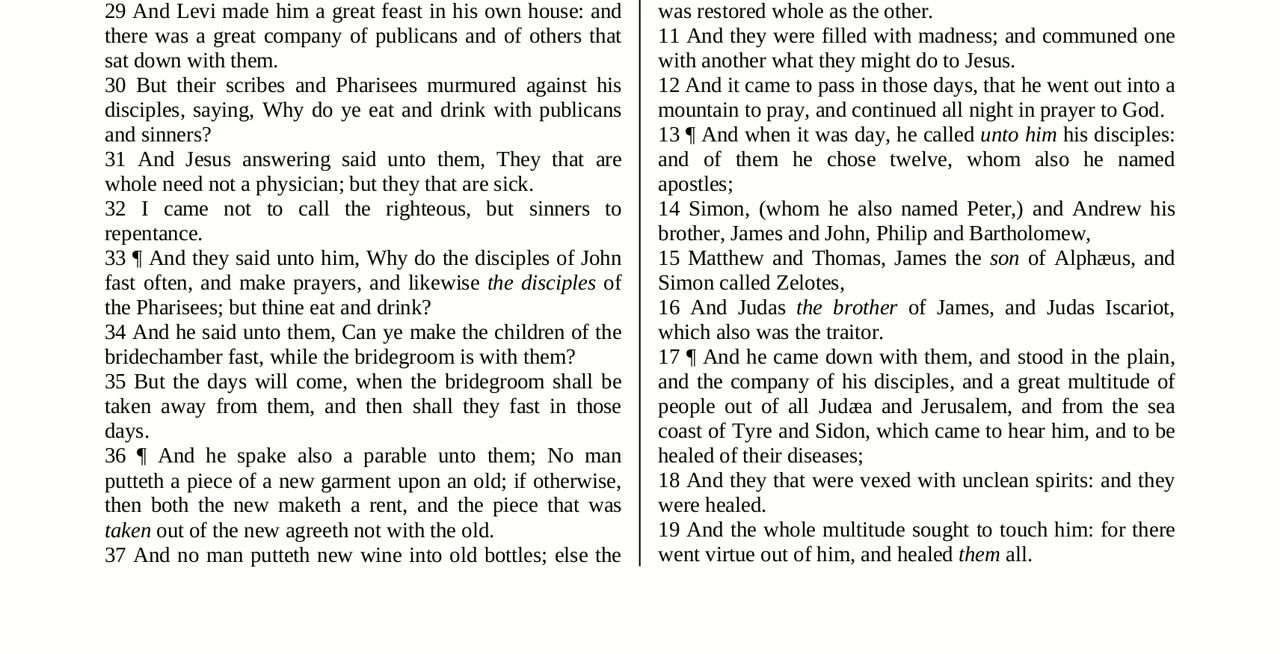 29 And Levi made him a great feast in his own house: and
there was a great company of publicans and of others that
sat down with them.
30 But their scribes and Pharisees murmured against his
disciples, saying, Why do ye eat and drink with publicans
and sinners?
31 And Jesus answering said unto them, They that are
whole need not a physician; but they that are sick.
32 I came not to call the righteous, but sinners to
repentance.
33 ¶ And they said unto him, Why do the disciples of John
fast often, and make prayers, and likewise the disciples of
the Pharisees; but thine eat and drink?
34 And he said unto them, Can ye make the children of the
bridechamber fast, while the bridegroom is with them?
35 But the days will come, when the bridegroom shall be
taken away from them, and then shall they fast in those
days.
36 ¶ And he spake also a parable unto them; No man
putteth a piece of a new garment upon an old; if otherwise,
then both the new maketh a rent, and the piece that was
taken out of the new agreeth not with the old.
37 And no man putteth new wine into old bottles; else the
was restored whole as the other.
11 And they were filled with madness; and communed one
with another what they might do to Jesus.
12 And it came to pass in those days, that he went out into a
mountain to pray, and continued all night in prayer to God.
13 ¶ And when it was day, he called unto him his disciples:
and of them he chose twelve, whom also he named
apostles;
14 Simon, (whom he also named Peter,) and Andrew his
brother, James and John, Philip and Bartholomew,
15 Matthew and Thomas, James the son of Alphæus, and
Simon called Zelotes,
16 And Judas the brother of James, and Judas Iscariot,
which also was the traitor.
17 ¶ And he came down with them, and stood in the plain,
and the company of his disciples, and a great multitude of
people out of all Judæa and Jerusalem, and from the sea
coast of Tyre and Sidon, which came to hear him, and to be
healed of their diseases;
18 And they that were vexed with unclean spirits: and they
were healed.
19 And the whole multitude sought to touch him: for there
went virtue out of him, and healed them all.